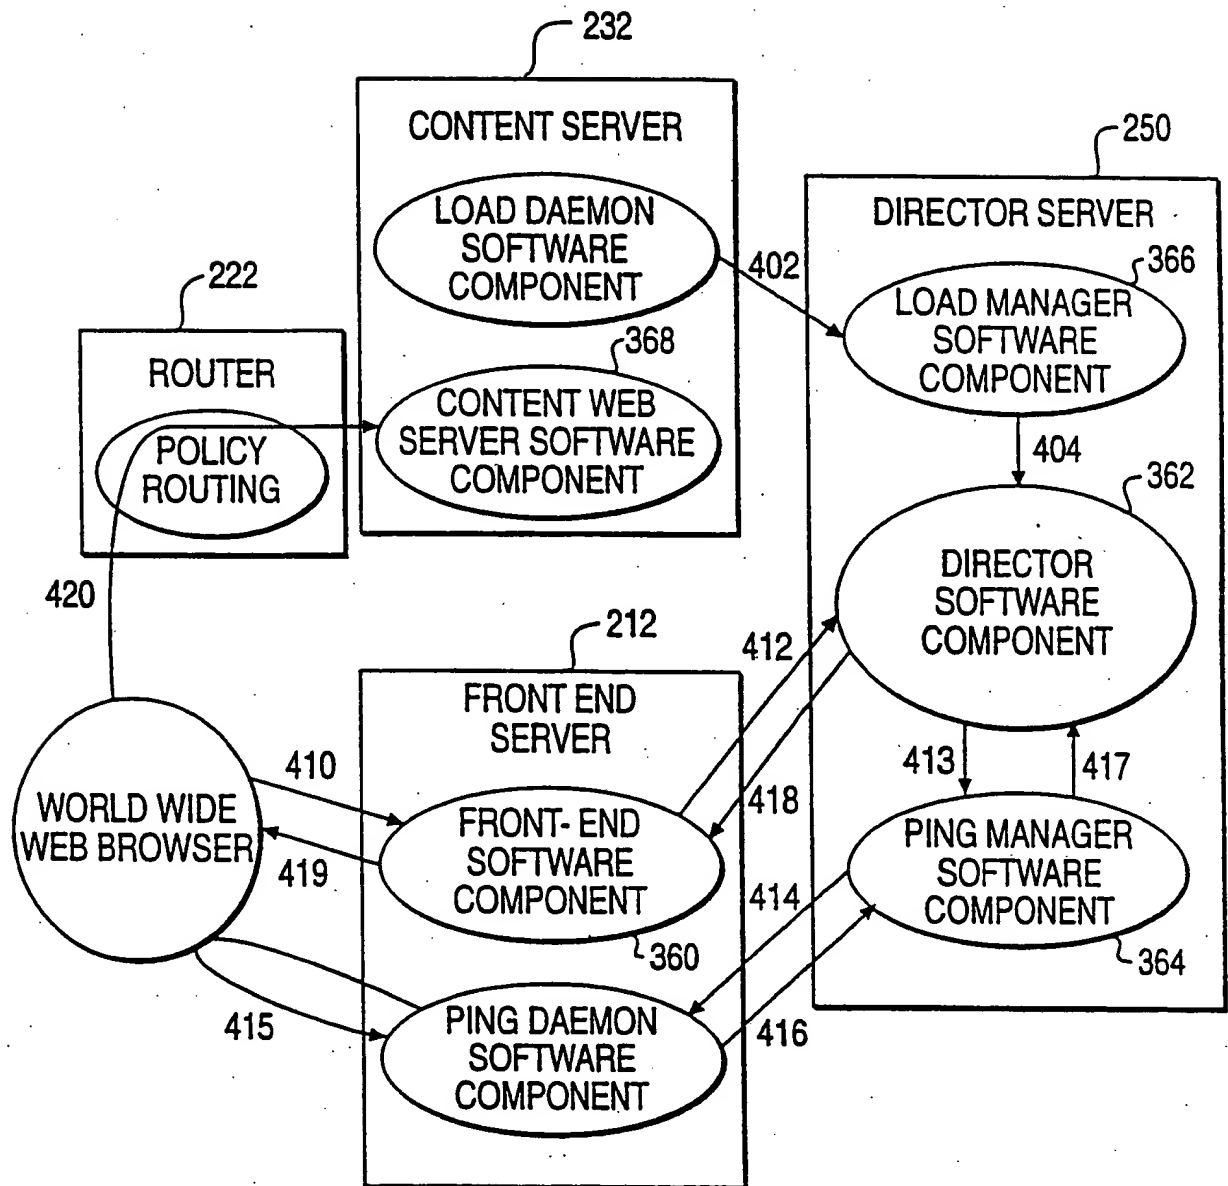 232
CONTENT SERVER
LOAD DAEMON
SOFTWARE
COMPONENT
368
CONTENT WEB
SERVER SOFTWARE
COMPONENT
250
DIRECTOR SERVER
402
366
LOAD MANAGER
SOFTWARE
COMPONENT
404
362
DIRECTOR
SOFTWARE
COMPONENT
413
417
PING MANAGER
SOFTWARE
COMPONENT
364
222
ROUTER
POLICY
ROUTING
420
212
FRONT END
SERVER
412
418
410
419
WORLD WIDE
WEB BROWSER
FRONT- END
SOFTWARE
COMPONENT
360
414
416
415
PING DAEMON
SOFTWARE
COMPONENT